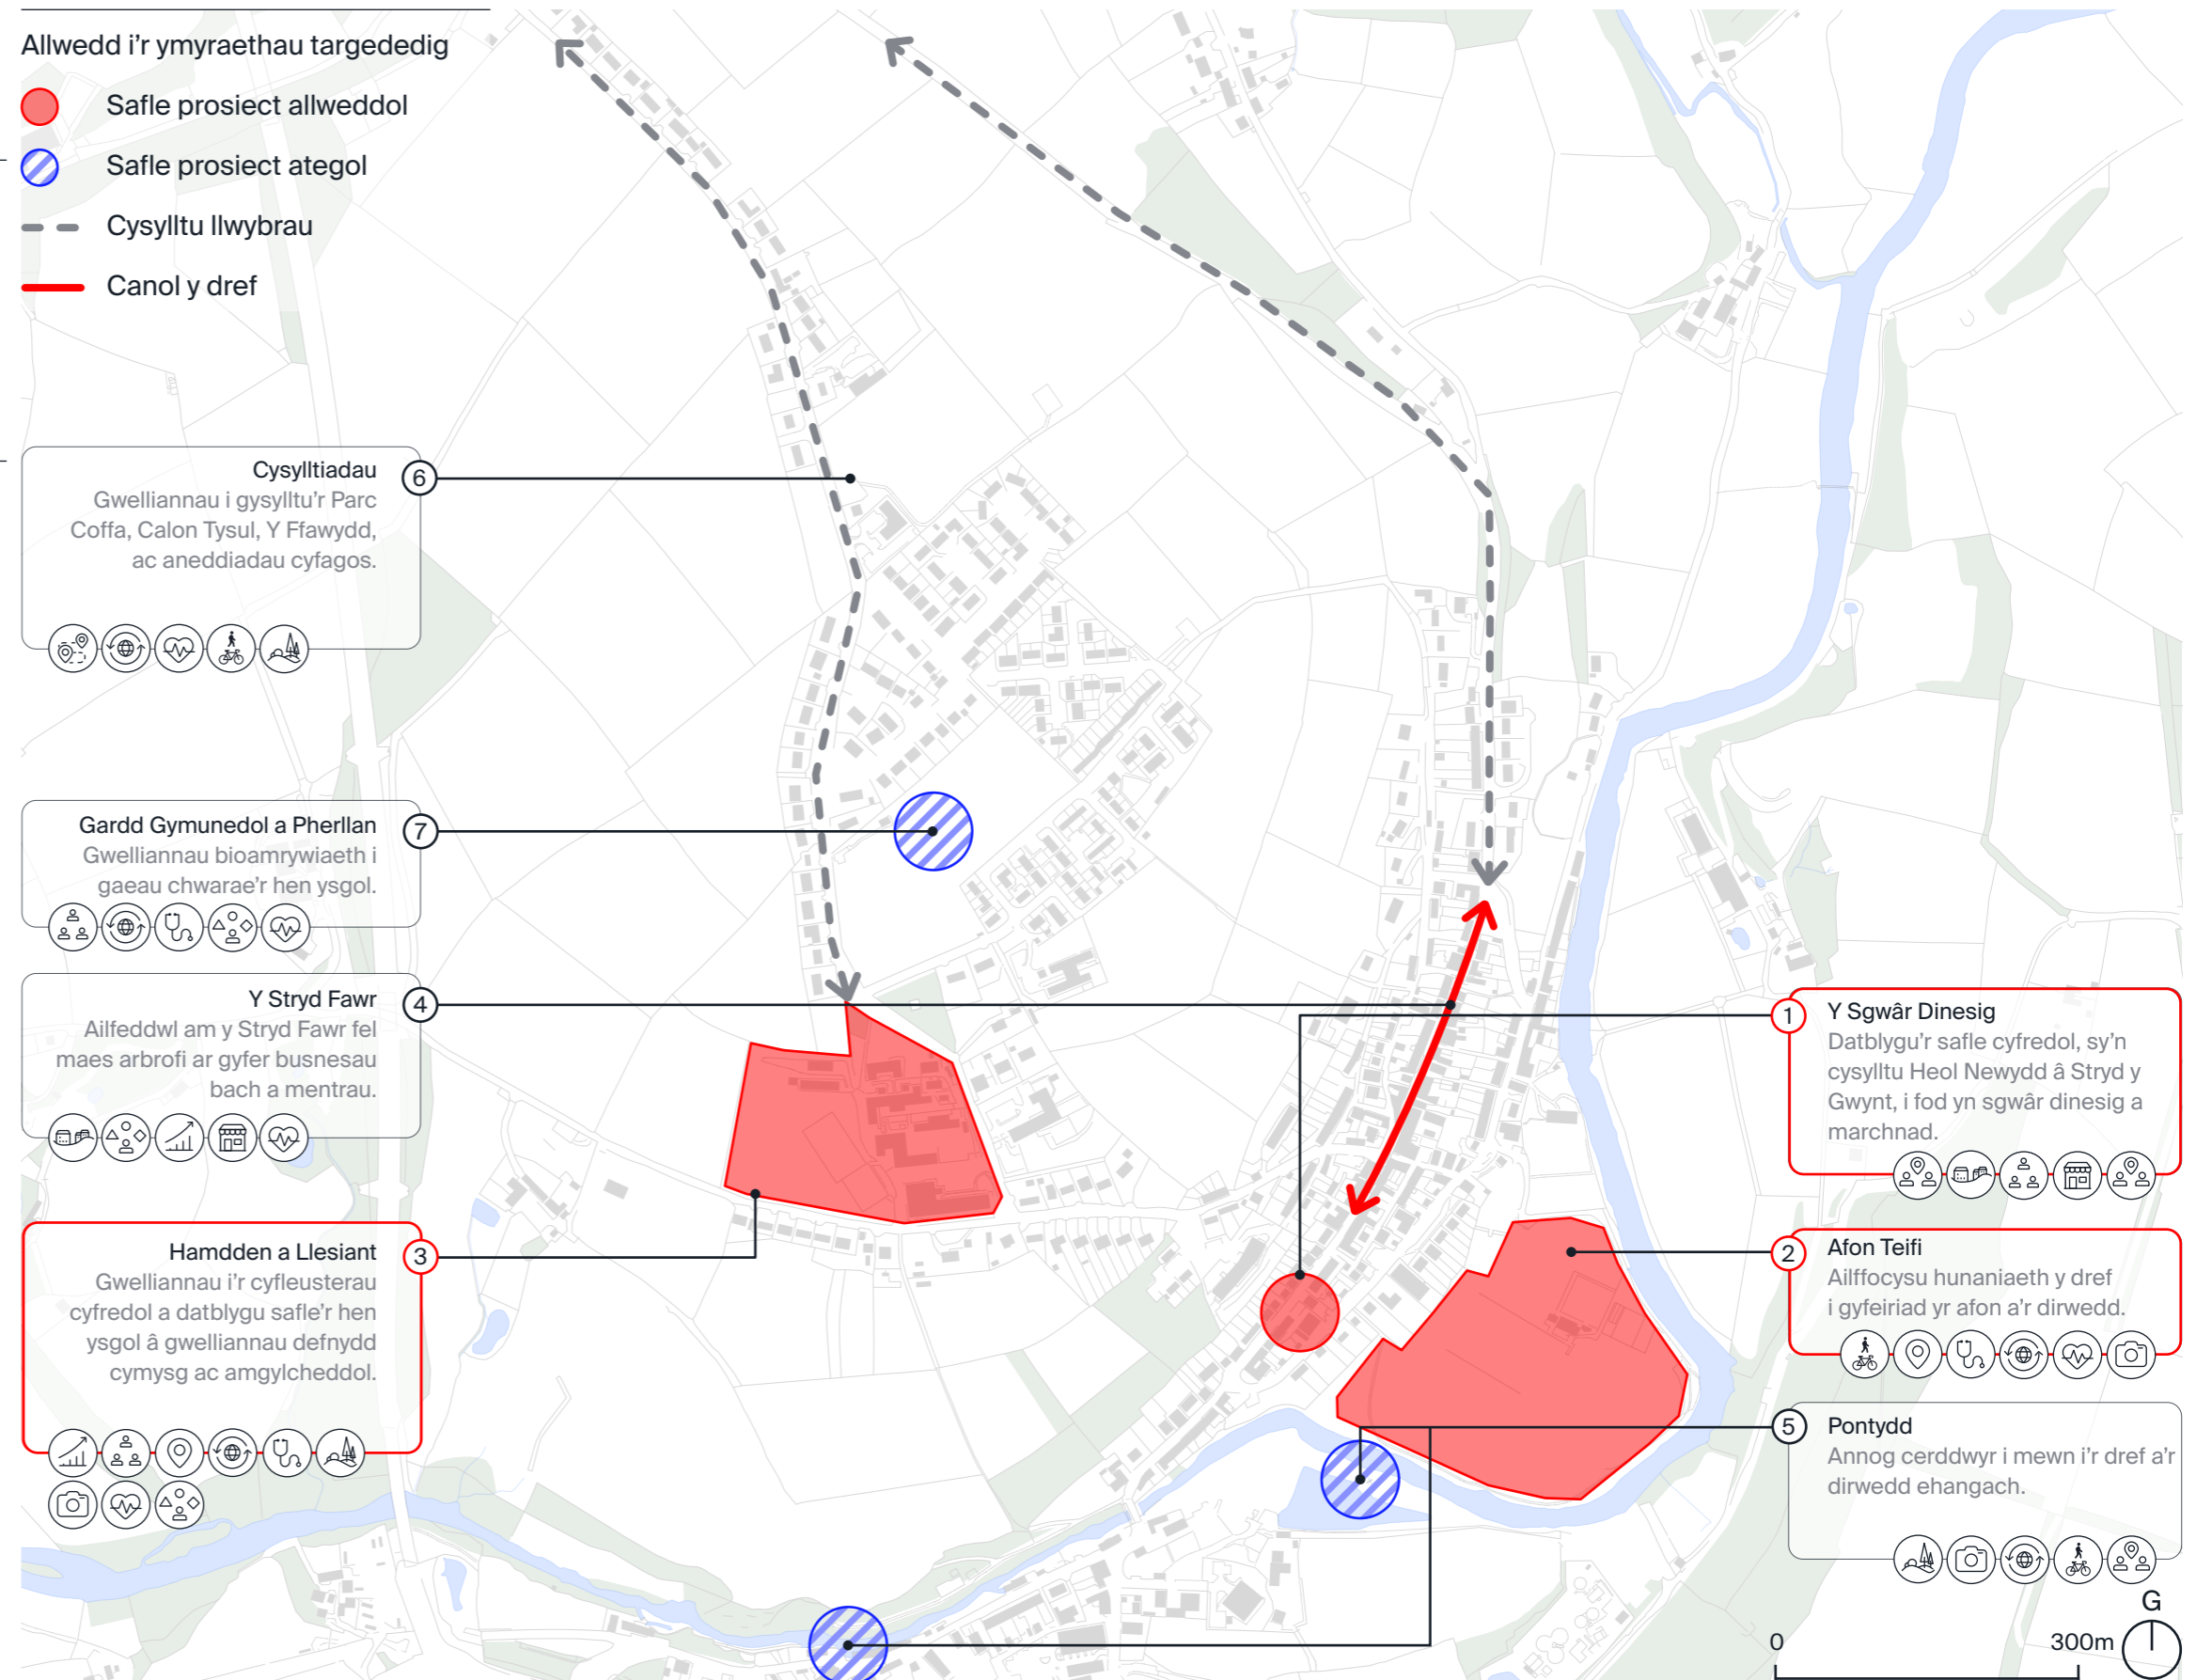 Allwedd i'r ymyraethau targededig
Safle prosiect allweddol
Safle prosiect ategol
Cysylltu llwybrau
Canol y dref
6
Cysylltiadau
Gwelliannau i gysylltu'r Parc
Coffa, Calon Tysul, Y Ffawydd,
ac aneddiadau cyfagos.
7
Gardd Gymunedol a Pherllan
Gwelliannau bioamrywiaeth i
gaeau chwarae'r hen ysgol.
4
Y Stryd Fawr
Ailfeddwl am y Stryd Fawr fel
maes arbrofi ar gyfer busnesau
bach a mentrau.
3
Hamdden a Llesiant
Gwelliannau i'r cyfleusterau
cyfredol a datblygu safle'r hen
ysgol â gwelliannau defnydd
cymysg ac amgylcheddol.
1
Y Sgwâr Dinesig
Datblygu'r safle cyfredol, sy'n
cysylltu Heol Newydd â Stryd y
Gwynt, i fod yn sgwâr dinesig a
marchnad.
2
Afon Teifi
Ailffocysu hunaniaeth y dref
i gyfeiriad yr afon a'r dirwedd.
5
Pontydd
Annog cerddwyr i mewn i'r dref a'r
dirwedd ehangach.
G
0
300m